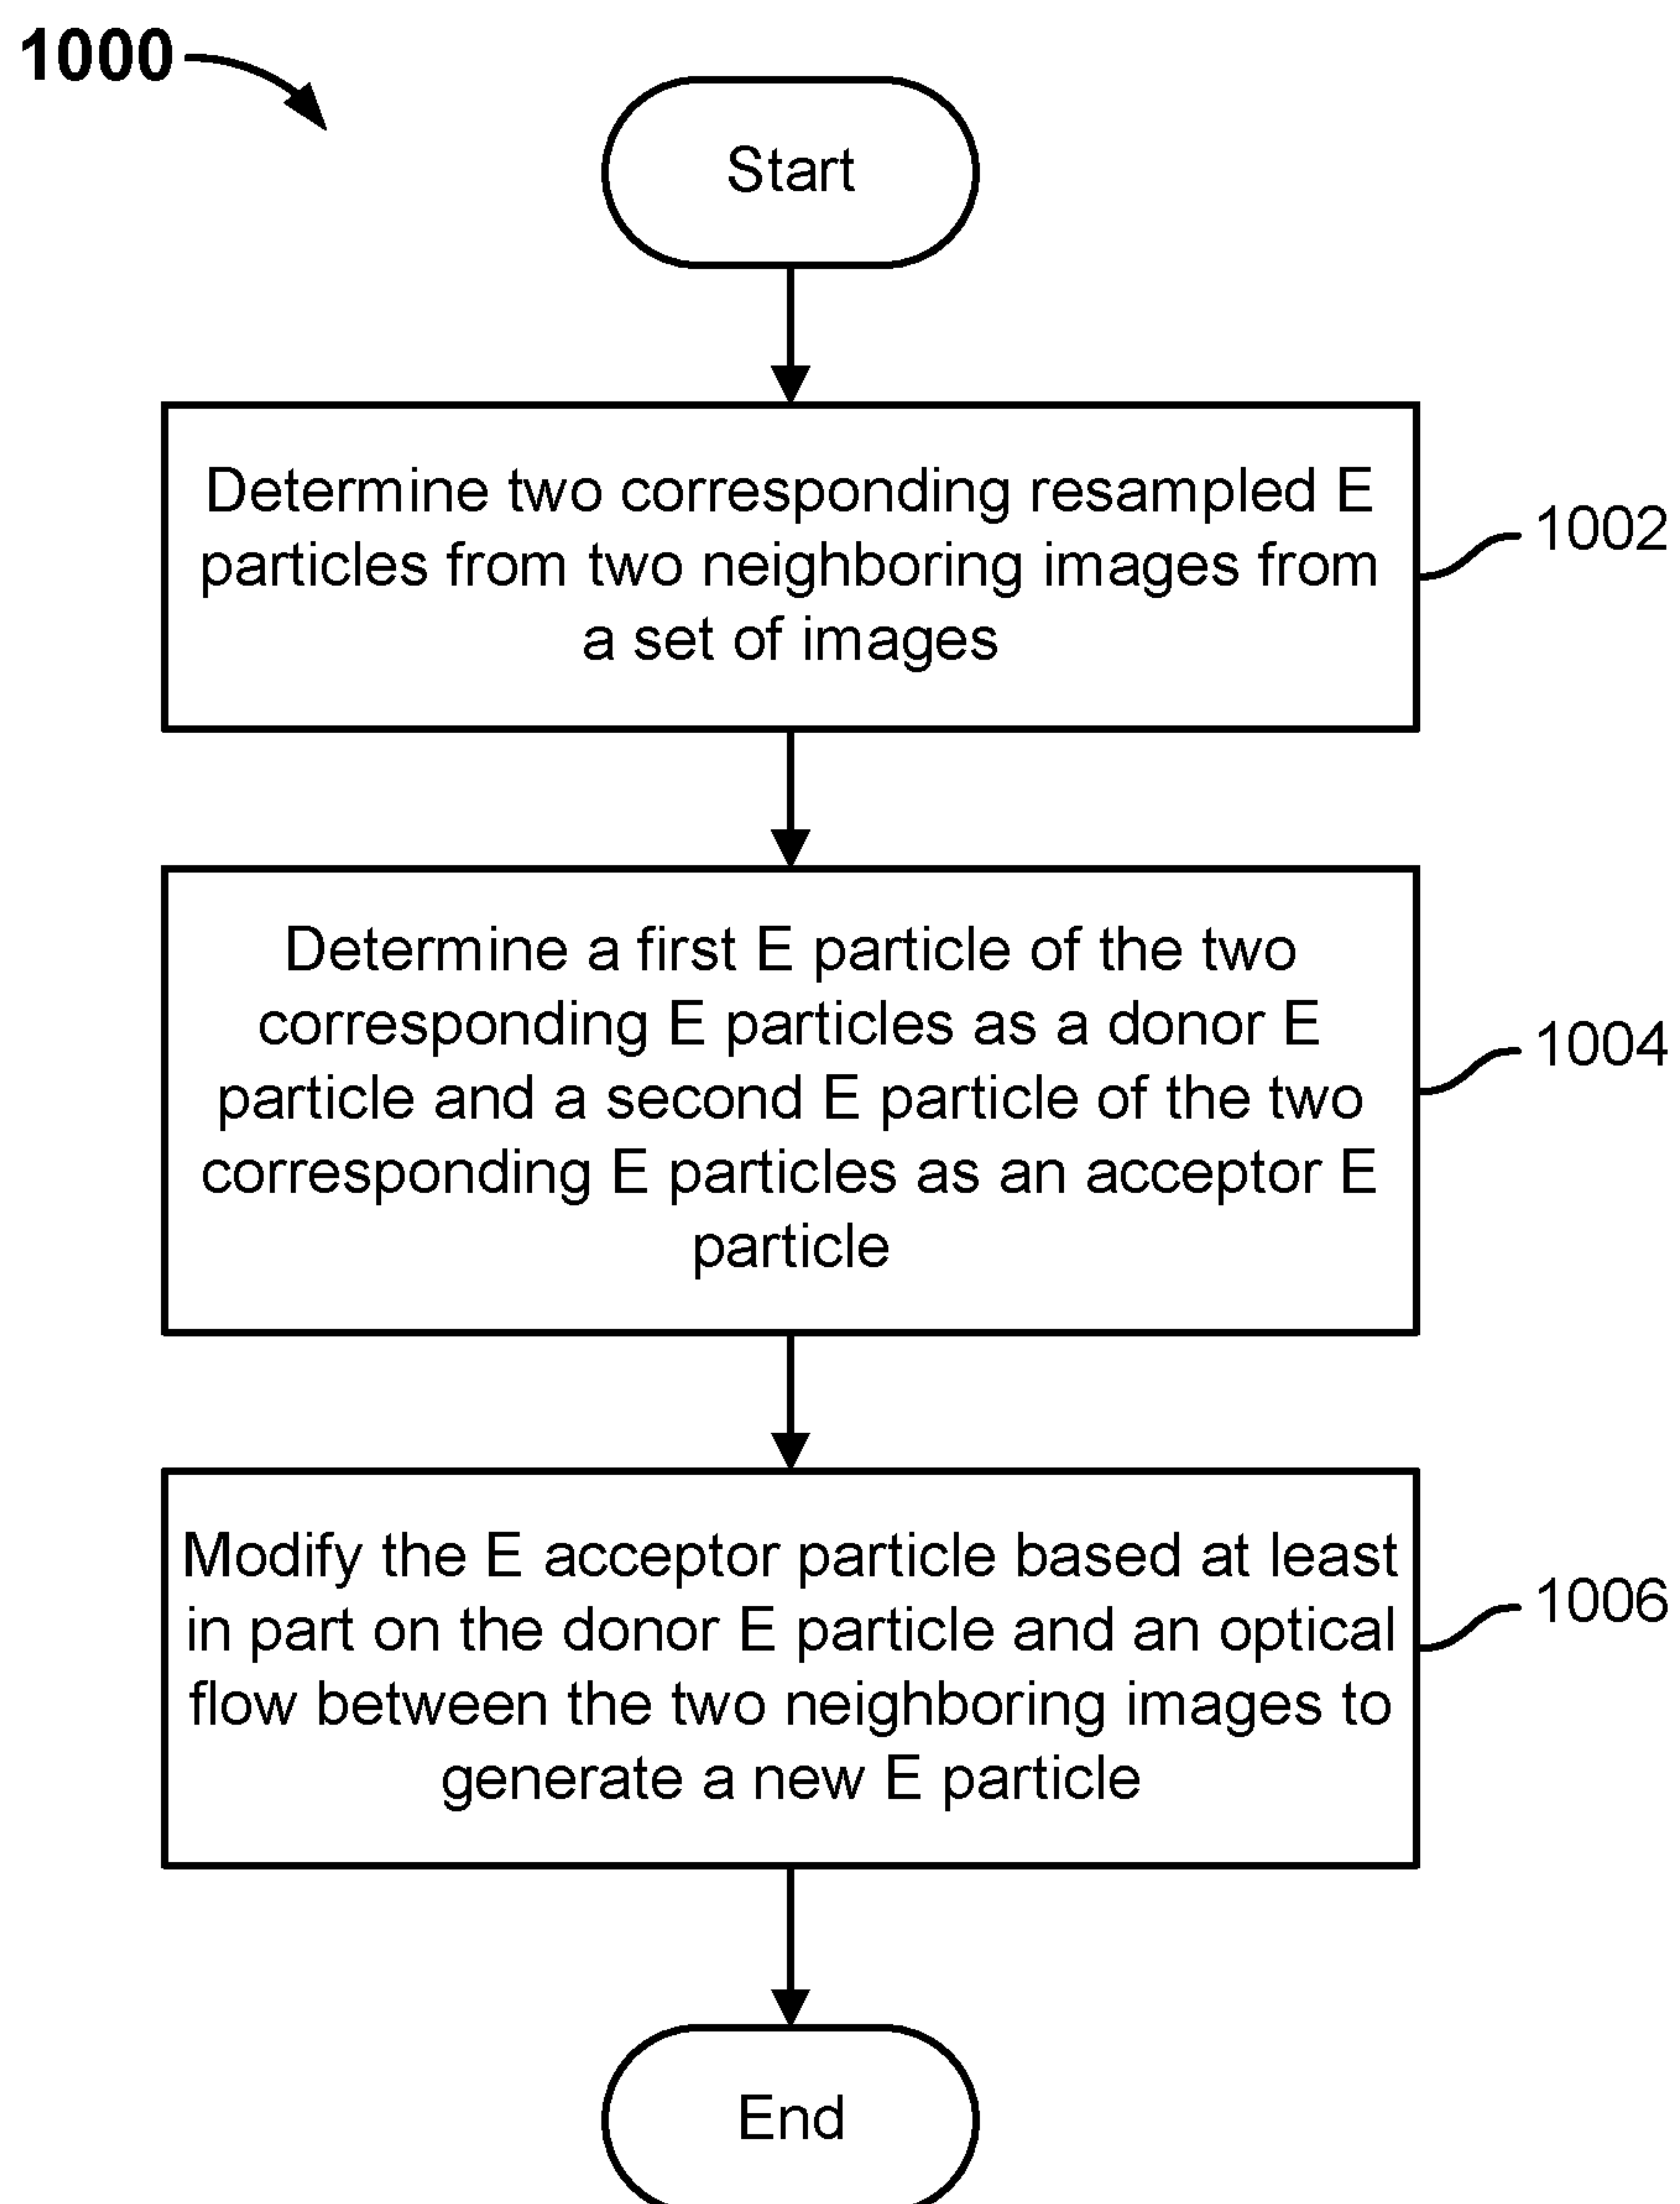 1000
Start
Determine two corresponding resampled E
particles from two neighboring images from
a set of images
1002
Determine a first E particle of the two
corresponding E particles as a donor E
particle and a second E particle of the two
corresponding E particles as an acceptor E
particle
1004
Modify the E acceptor particle based at least
in part on the donor E particle and an optical
flow between the two neighboring images to
generate a new E particle
1006
End